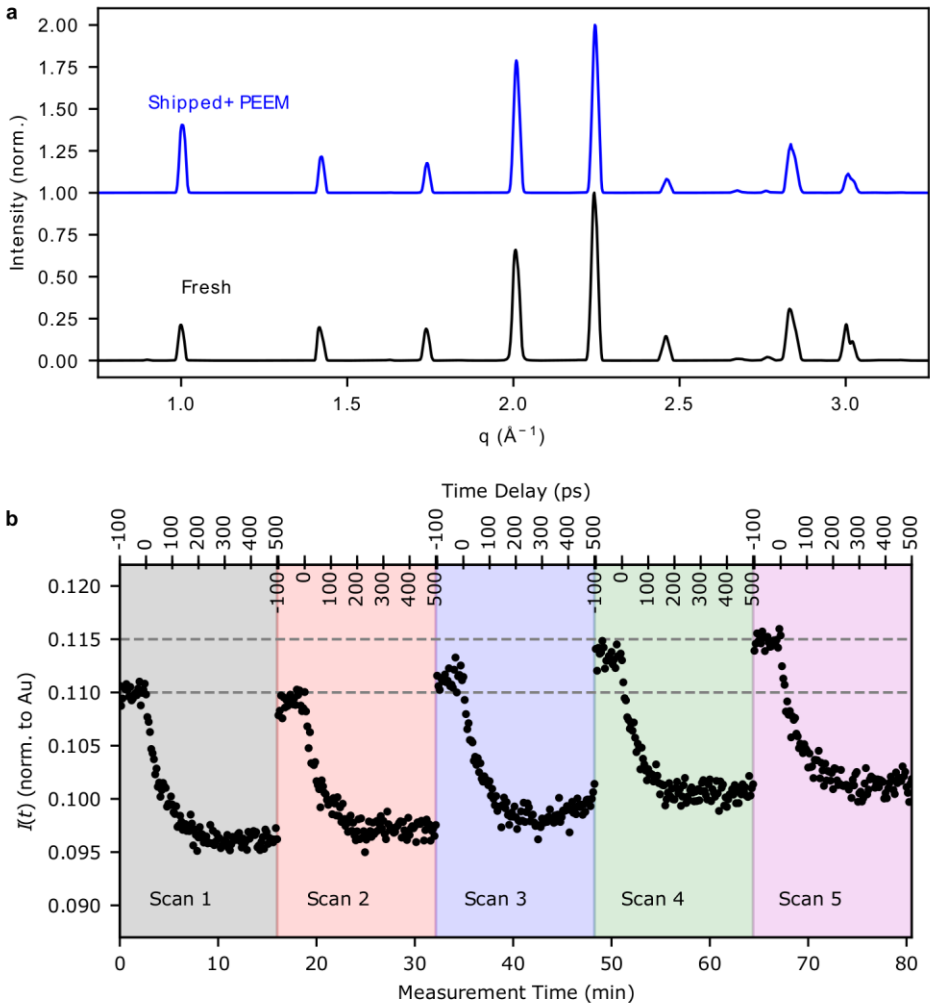 a
2.00
1.75
1.50
1.25
1.00
0.75
0.50
0.25
0.00
Intensity (norm.)
Shipped+ PEEM
Fresh
1.0 1.5 2.0 2.5 3.0
q (Å⁻¹)
b
Time Delay (ps)
-100 0 100 200 300 400 500
-100 0 100 200 300 400 500
-100 0 100 200 300 400 500
-100 0 100 200 300 400 500
-100 0 100 200 300 400 500
0.120
0.115
0.110
0.105
0.100
0.095
0.090
I(t) (norm. to Au)
Scan 1 Scan 2 Scan 3 Scan 4 Scan 5
0 10 20 30 40 50 60 70 80
Measurement Time (min)